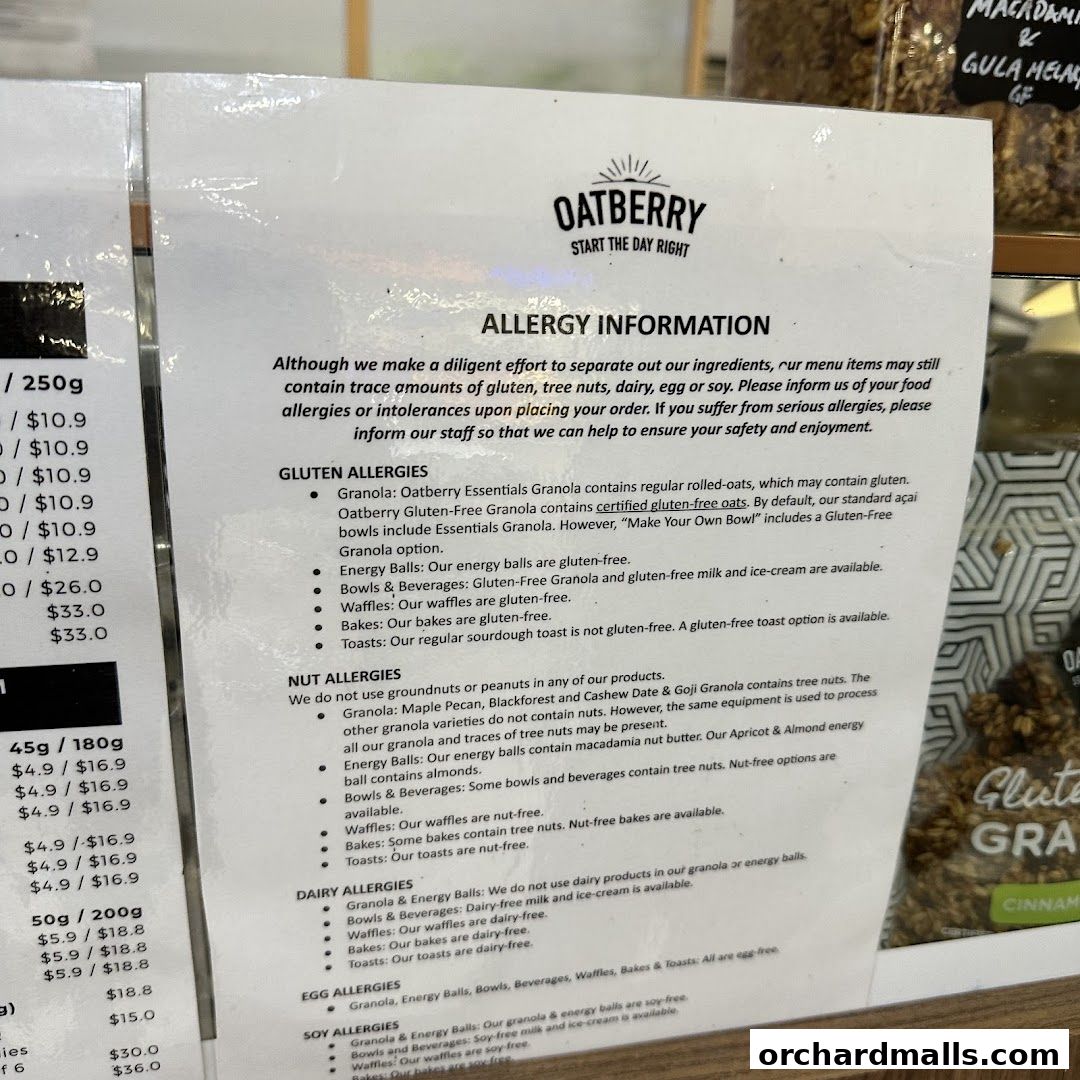 MACADAMI
&
GULA MELAK
GF
OATBERRY
START THE DAY RIGHT
ALLERGY INFORMATION
Although we make a diligent effort to separate out our ingredients, our menu items may still
contain trace amounts of gluten, tree nuts, dairy, egg or soy. Please inform us of your food
allergies or intolerances upon placing your order. If you suffer from serious allergies, please
inform our staff so that we can help to ensure your safety and enjoyment.
GLUTEN ALLERGIES
• Granola: Oatberry Essentials Granola contains regular rolled-oats, which may contain gluten.
Oatberry Gluten-Free Granola contains certified gluten-free oats. By default, our standard açai
bowls include Essentials Granola. However, “Make Your Own Bowl” includes a Gluten-Free
Granola option.
• Energy Balls: Our energy balls are gluten-free.
• Bowls & Beverages: Gluten-Free Granola and gluten-free milk and ice-cream are available.
• Waffles: Our waffles are gluten-free.
• Bakes: Our bakes are gluten-free.
• Toasts: Our regular sourdough toast is not gluten-free. A gluten-free toast option is available.
NUT ALLERGIES
We do not use groundnuts or peanuts in any of our products.
• Granola: Maple Pecan, Blackforest and Cashew Date & Goji Granola contains tree nuts. The
other granola varieties do not contain nuts. However, the same equipment is used to process
all our granola and traces of tree nuts may be present.
• Energy Balls: Our energy balls contain macadamia nut butter. Our Apricot & Almond energy
ball contains almonds.
• Bowls & Beverages: Some bowls and beverages contain tree nuts. Nut-free options are
available.
• Waffles: Our waffles are nut-free.
• Bakes: Some bakes contain tree nuts. Nut-free bakes are available.
• Toasts: Our toasts are nut-free.
DAIRY ALLERGIES
• Granola & Energy Balls: We do not use dairy products in our granola or energy balls.
• Bowls & Beverages: Dairy-free milk and ice-cream is available.
• Waffles: Our waffles are dairy-free.
• Bakes: Our bakes are dairy-free.
• Toasts: Our toasts are dairy-free.
EGG ALLERGIES
• Granola, Energy Balls, Bowls, Beverages, Waffles, Bakes & Toasts: All are egg-free.
SOY ALLERGIES
• Granola & Energy Balls: Our granola & energy balls are soy-free.
• Bowls and Beverages: Soy-free milk and ice-cream is available.
• Waffles: Our waffles are soy-free.
• Bakes: Our bakes are soy-free.
/ 250g
/ $10.9
/ $10.9
0 / $10.9
0 / $10.9
0 / $10.9
.0 / $12.9
0 / $26.0
$33.0
$33.0
45g / 180g
$4.9 / $16.9
$4.9 / $16.9
$4.9 / $16.9
$4.9 / $16.9
$4.9 / $16.9
$4.9 / $16.9
50g / 200g
$5.9 / $18.8
$5.9 / $18.8
$5.9 / $18.8
$18.8
g) $15.0
ies $30.0
f 6 $36.0
Glute
GRA
CINNAM
orchardmalls.com